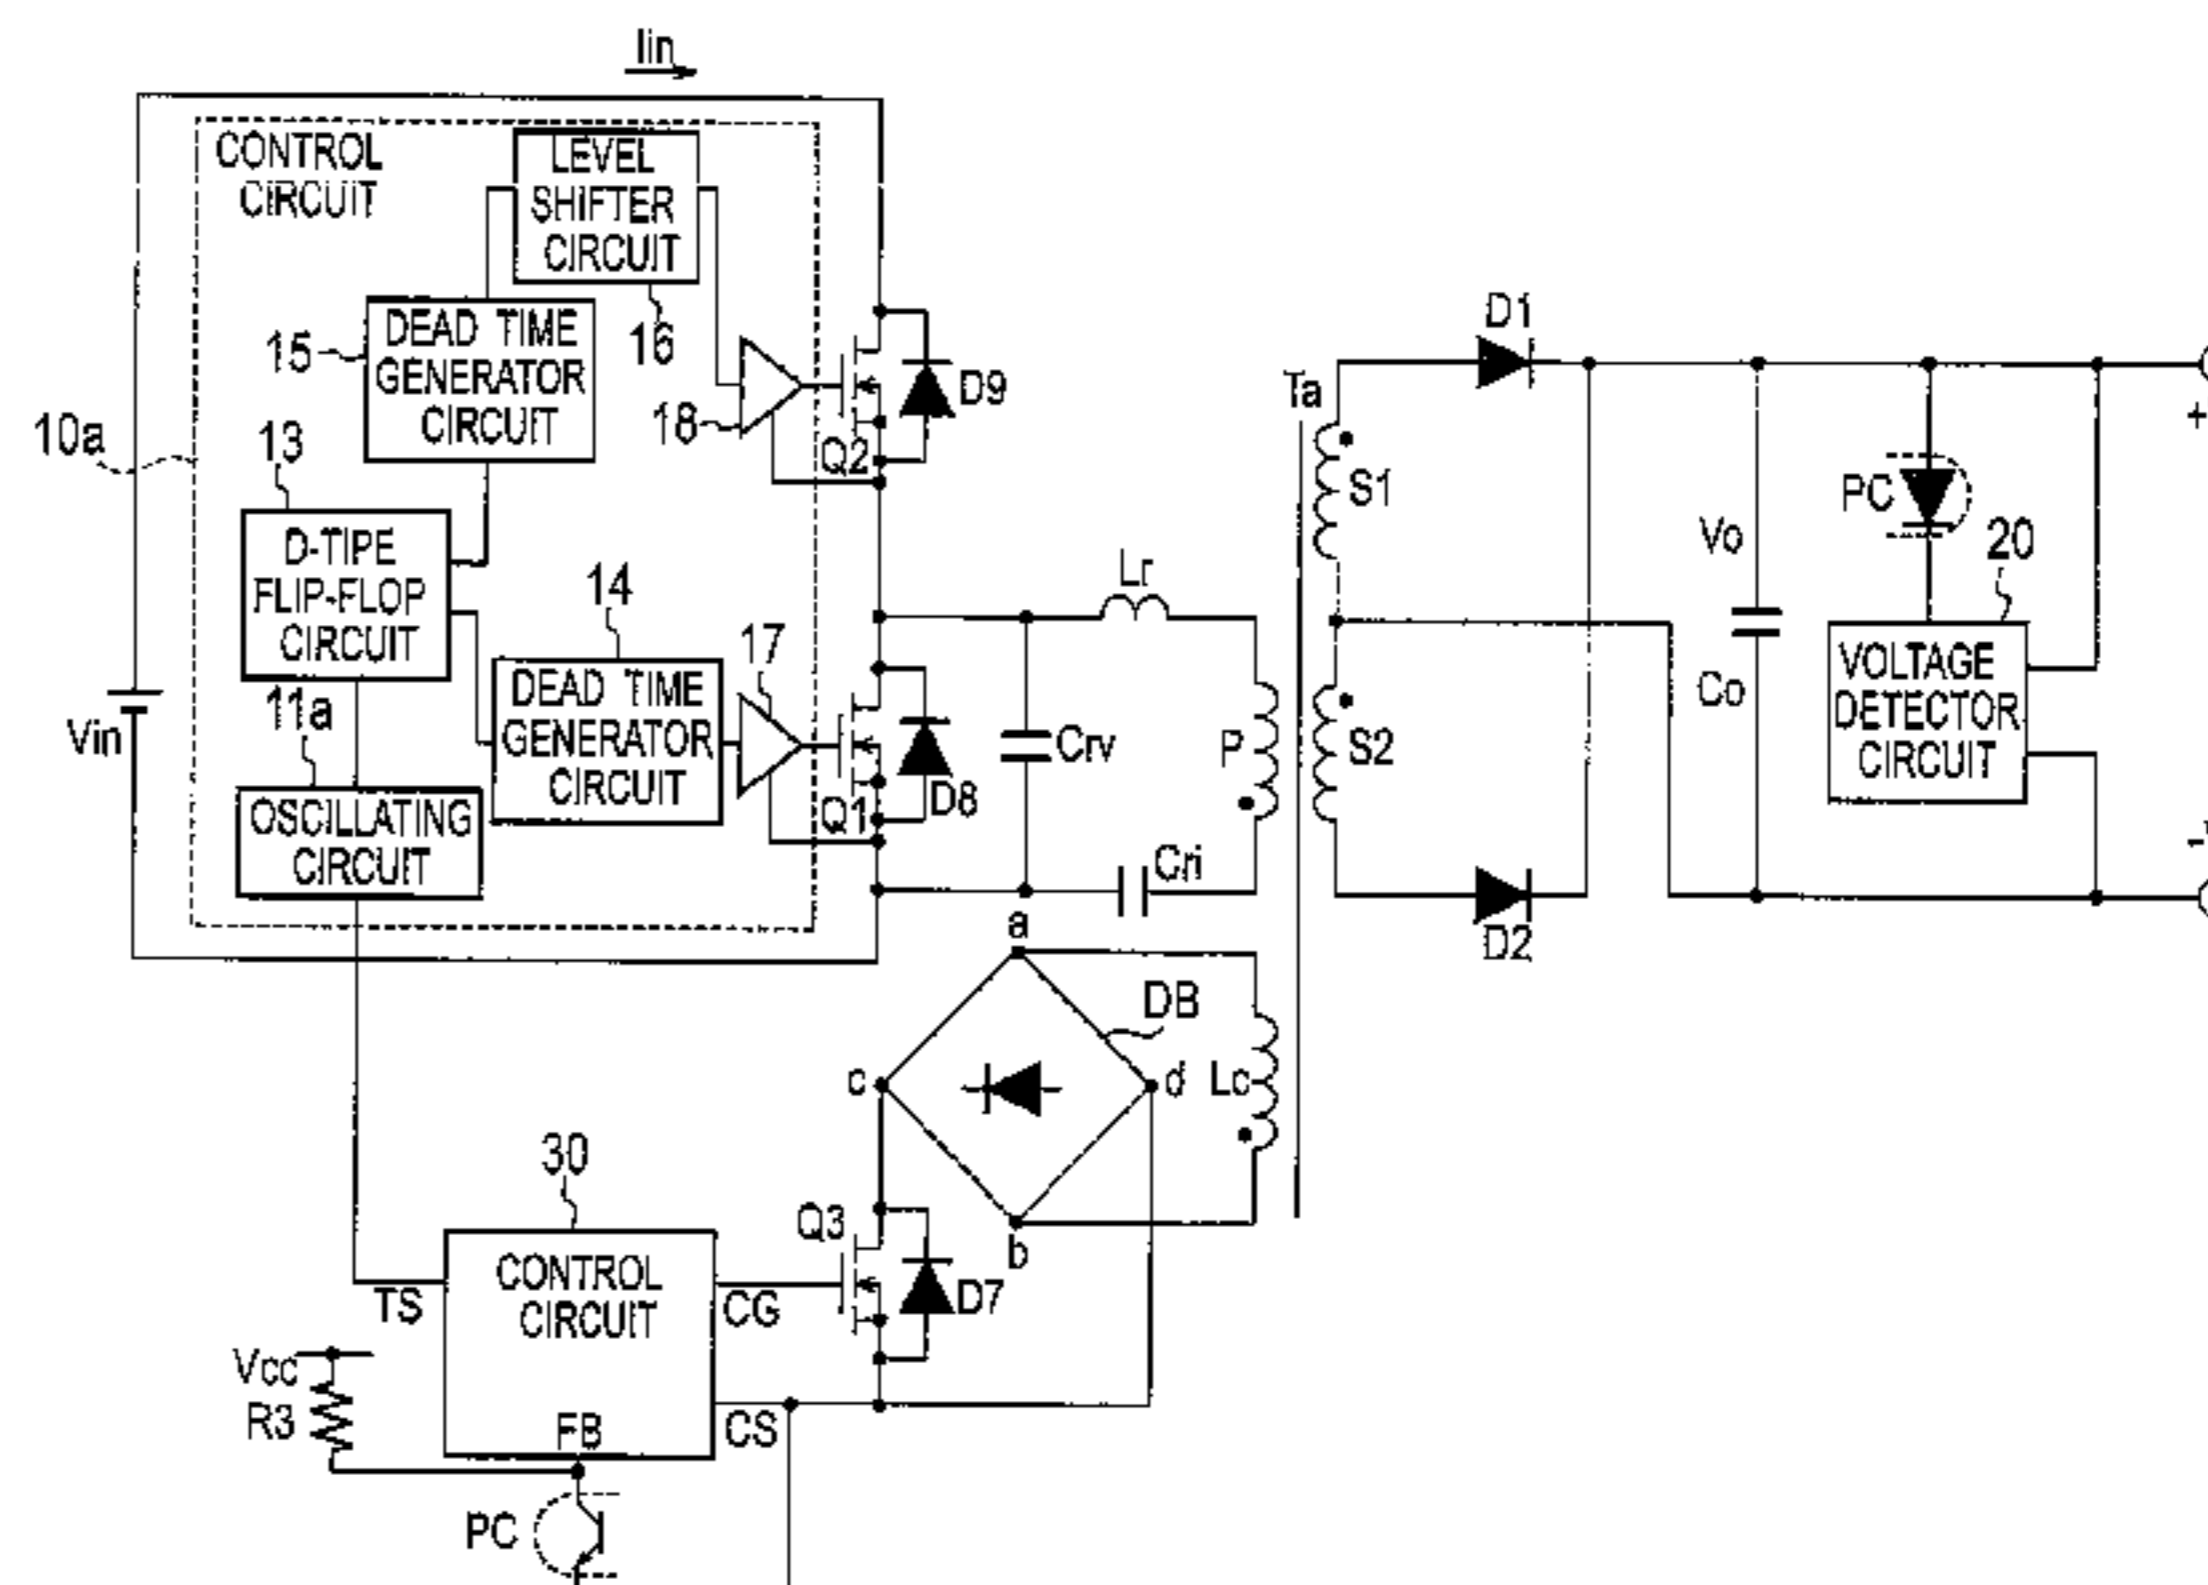 Iin
CONTROL
CIRCUIT
LEVEL
SHIFTER
CIRCUIT
16
15
DEAD TIME
GENERATOR
CIRCUIT
18
Q2
D9
10a
13
D-TIPE
FLIP-FLOP
CIRCUIT
14
DEAD TIME
GENERATOR
CIRCUIT
17
11a
OSCILLATING
CIRCUIT
Vin
Q1
D8
Crv
Lr
P
Cri
Ta
S1
S2
D1
D2
Vo
Co
PC
20
VOLTAGE
DETECTOR
CIRCUIT
+
-
a
DB
c
d
Lc
b
30
CONTROL
CIRCUIT
TS
CG
CS
FB
Q3
D7
Vcc
R3
PC